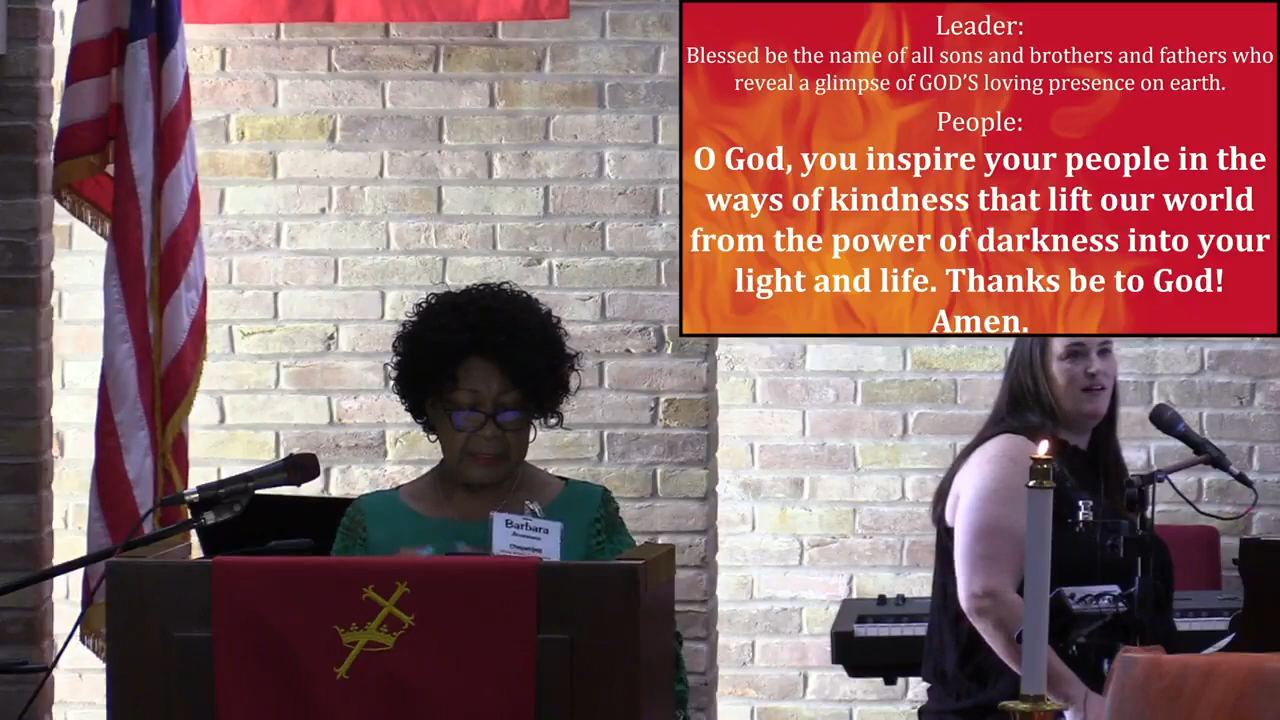 Leader:
Blessed be the name of all sons and brothers and fathers who
reveal a glimpse of GOD'S loving presence on earth.
People:
O God, you inspire your people in the
ways of kindness that lift our world
from the power of darkness into your
light and life. Thanks be to God!
Amen.
Barbara